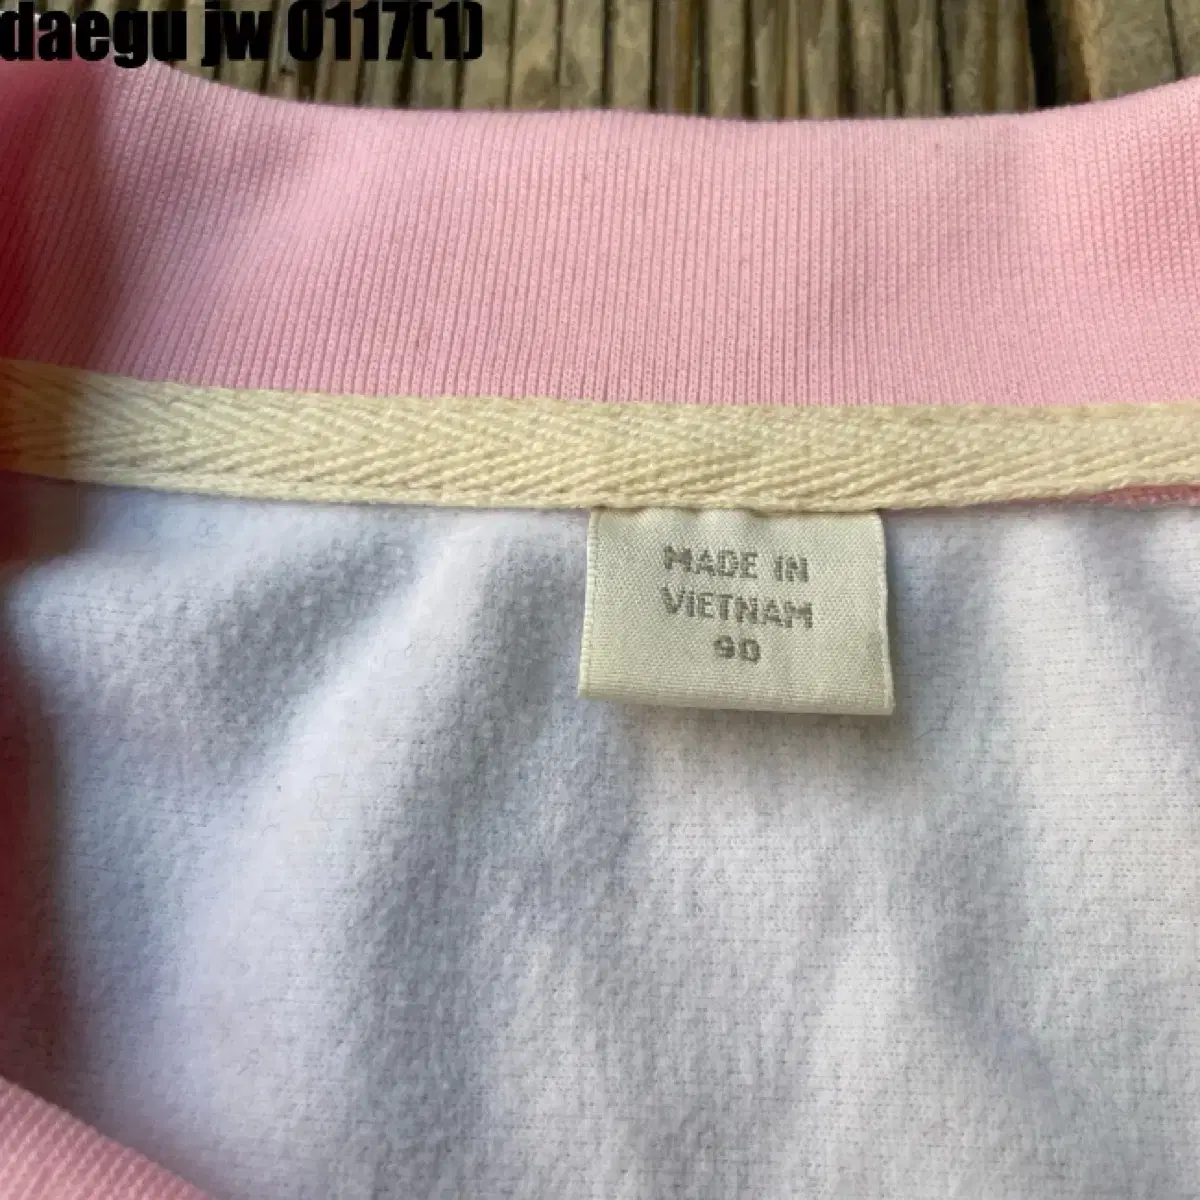 daegu jw 0117(1)
MADE IN
VIETNAM
90